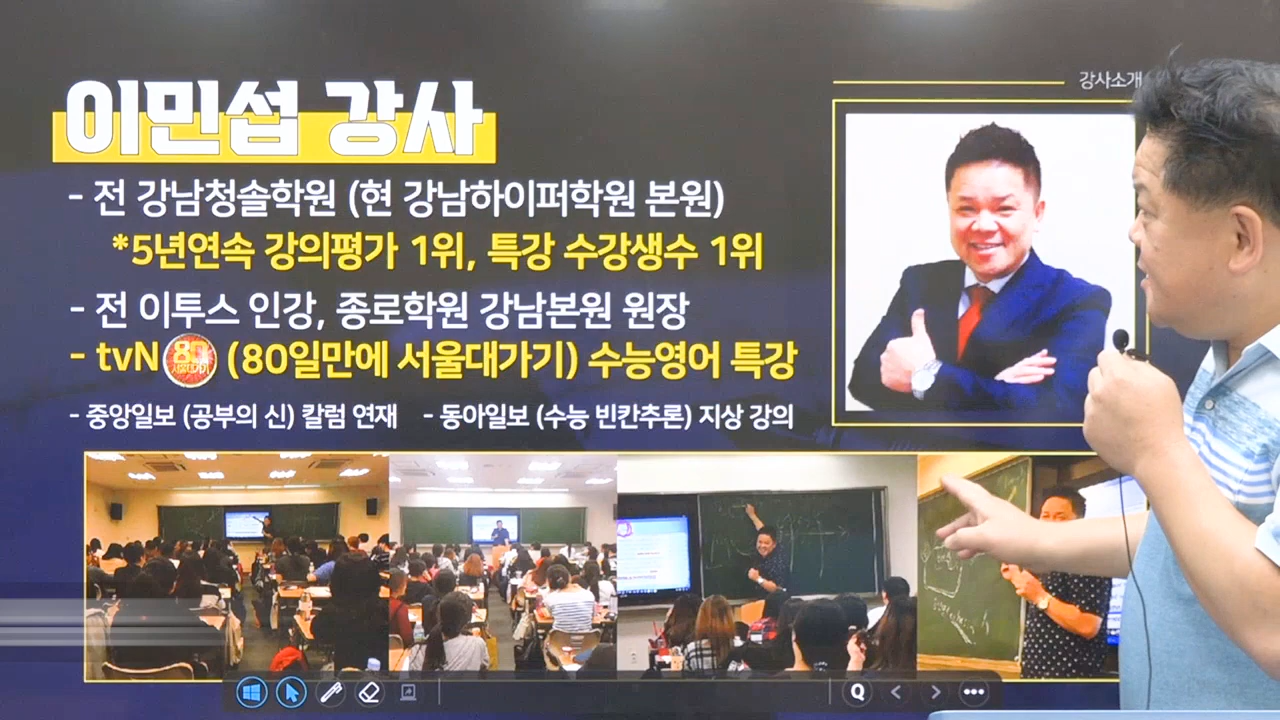 강사소개
이민섭 강사
- 전 강남청솔학원 (현 강남하이퍼학원 본원)
*5년연속 강의평가 1위, 특강 수강생수 1위
- 전 이투스 인강, 종로학원 강남본원 원장
- tvN 80 (80일만에 서울대가기) 수능영어 특강
- 중앙일보 (공부의 신) 칼럼 연재 - 동아일보 (수능 빈칸추론) 지상 강의